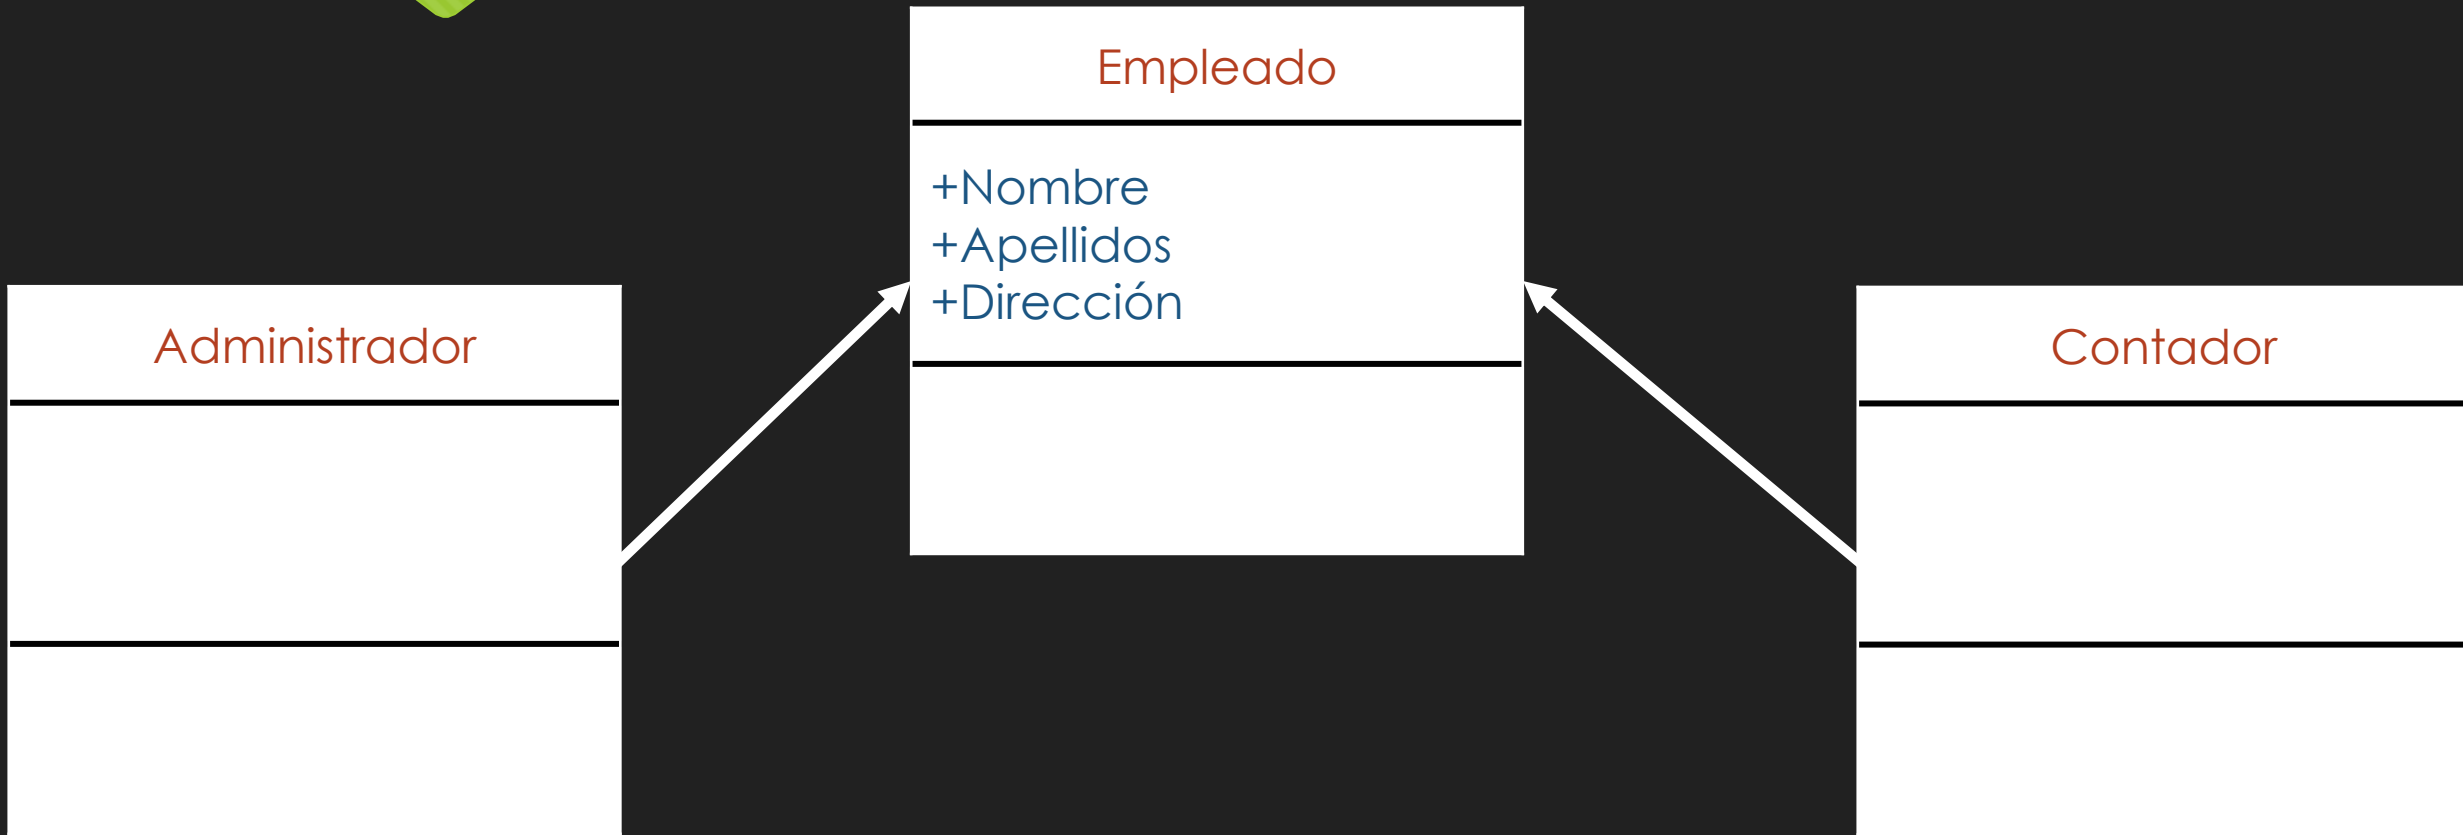 Empleado
+Nombre
+Apellidos
+Dirección
Administrador
Contador